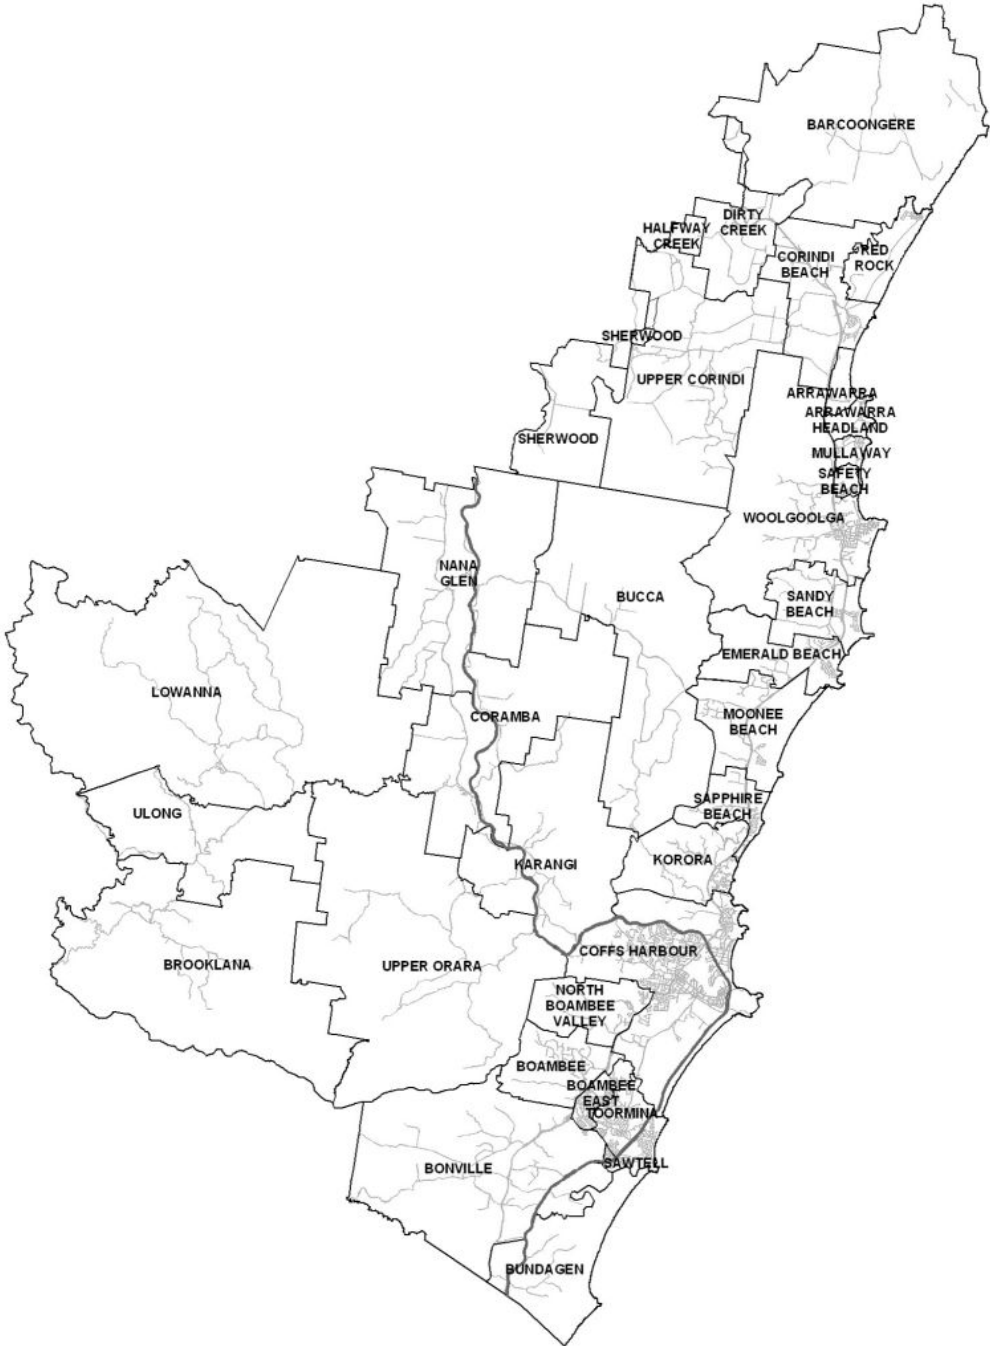 BARCOONGERE
DIRTY
CREEK
HALFWAY
CREEK
RED
ROCK
CORINDI
BEACH
SHERWOOD
UPPER CORINDI
ARRAWARRA
ARRAWARRA
HEADLAND
SHERWOOD
MULLAWAY
SAFETY
BEACH
WOOLGOOLGA
NANA
GLEN
BUCCA
SANDY
BEACH
EMERALD BEACH
LOWANNA
CORAMBA
MOONEE
BEACH
SAPPHIRE
BEACH
ULONG
KARANGI
KORORA
COFFS HARBOUR
BROOKLANA
UPPER ORARA
NORTH
BOAMBEE
VALLEY
BOAMBEE
BOAMBEE
EAST
TOORMINA
SAWTELL
BONVILLE
BUNDAGEN